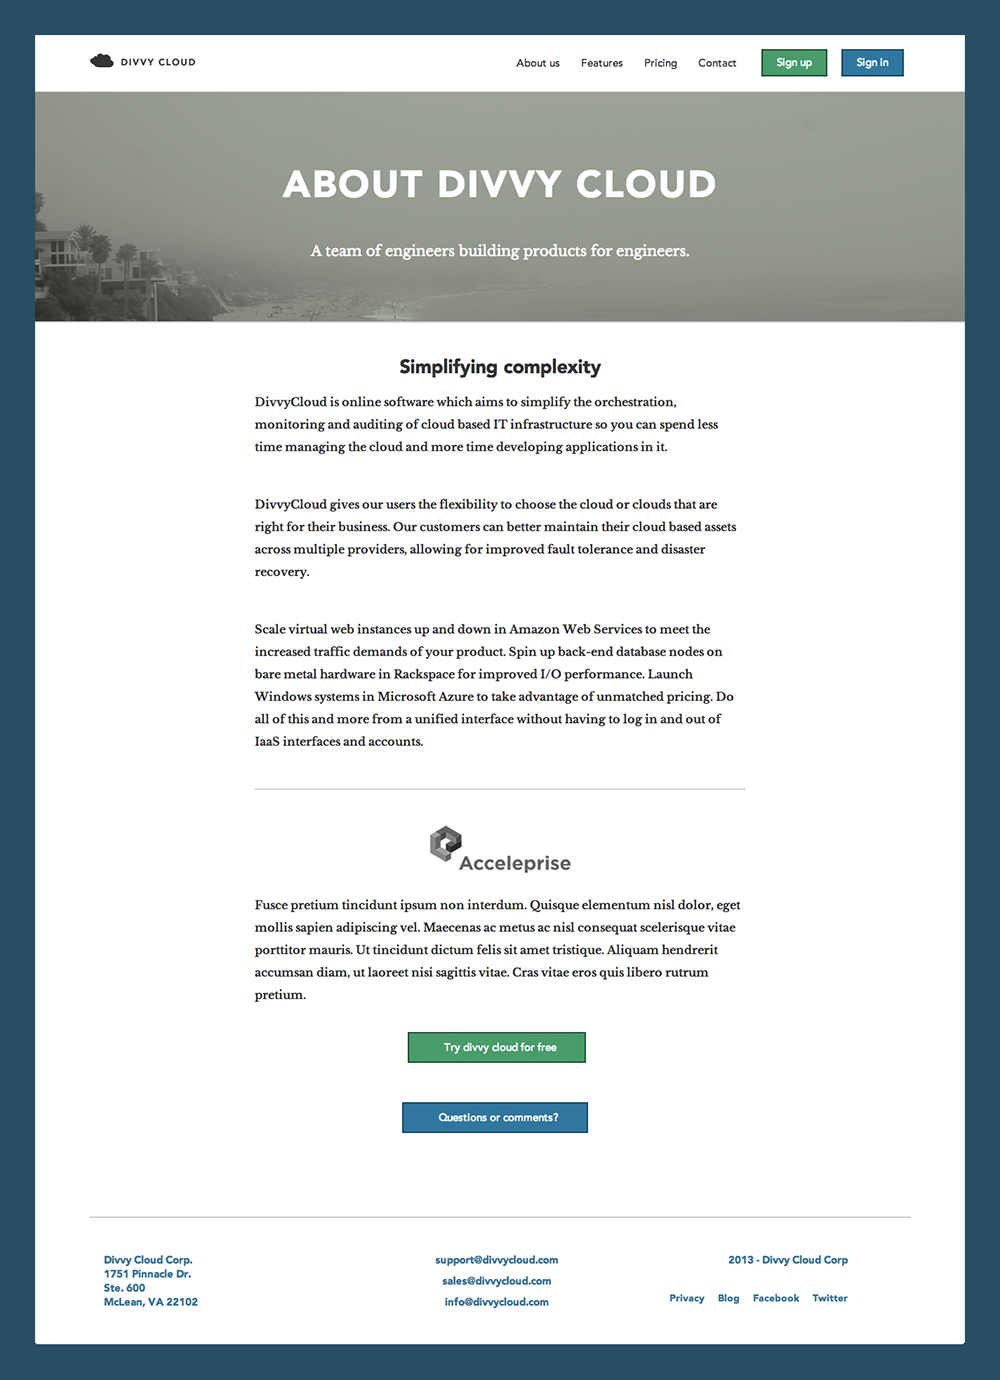 DIVVY CLOUD
About us Features Pricing Contact Sign up Sign in
ABOUT DIVVY CLOUD
A team of engineers building products for engineers.
Simplifying complexity
DivvyCloud is online software which aims to simplify the orchestration,
monitoring and auditing of cloud based IT infrastructure so you can spend less
time managing the cloud and more time developing applications in it.
DivvyCloud gives our users the flexibility to choose the cloud or clouds that are
right for their business. Our customers can better maintain their cloud based assets
across multiple providers, allowing for improved fault tolerance and disaster
recovery.
Scale virtual web instances up and down in Amazon Web Services to meet the
increased traffic demands of your product. Spin up back-end database nodes on
bare metal hardware in Rackspace for improved I/O performance. Launch
Windows systems in Microsoft Azure to take advantage of unmatched pricing. Do
all of this and more from a unified interface without having to log in and out of
IaaS interfaces and accounts.
Acceleprise
Fusce pretium tincidunt ipsum non interdum. Quisque elementum nisl dolor, eget
mollis sapien adipiscing vel. Maecenas ac metus ac nisl consequat scelerisque vitae
porttitor mauris. Ut tincidunt dictum felis sit amet tristique. Aliquam hendrerit
accumsan diam, ut laoreet nisi sagittis vitae. Cras vitae eros quis libero rutrum
pretium.
Try divvy cloud for free
Questions or comments?
Divvy Cloud Corp.
1751 Pinnacle Dr.
Ste. 600
McLean, VA 22102
support@divvycloud.com
sales@divvycloud.com
info@divvycloud.com
2013 - Divvy Cloud Corp
Privacy Blog Facebook Twitter